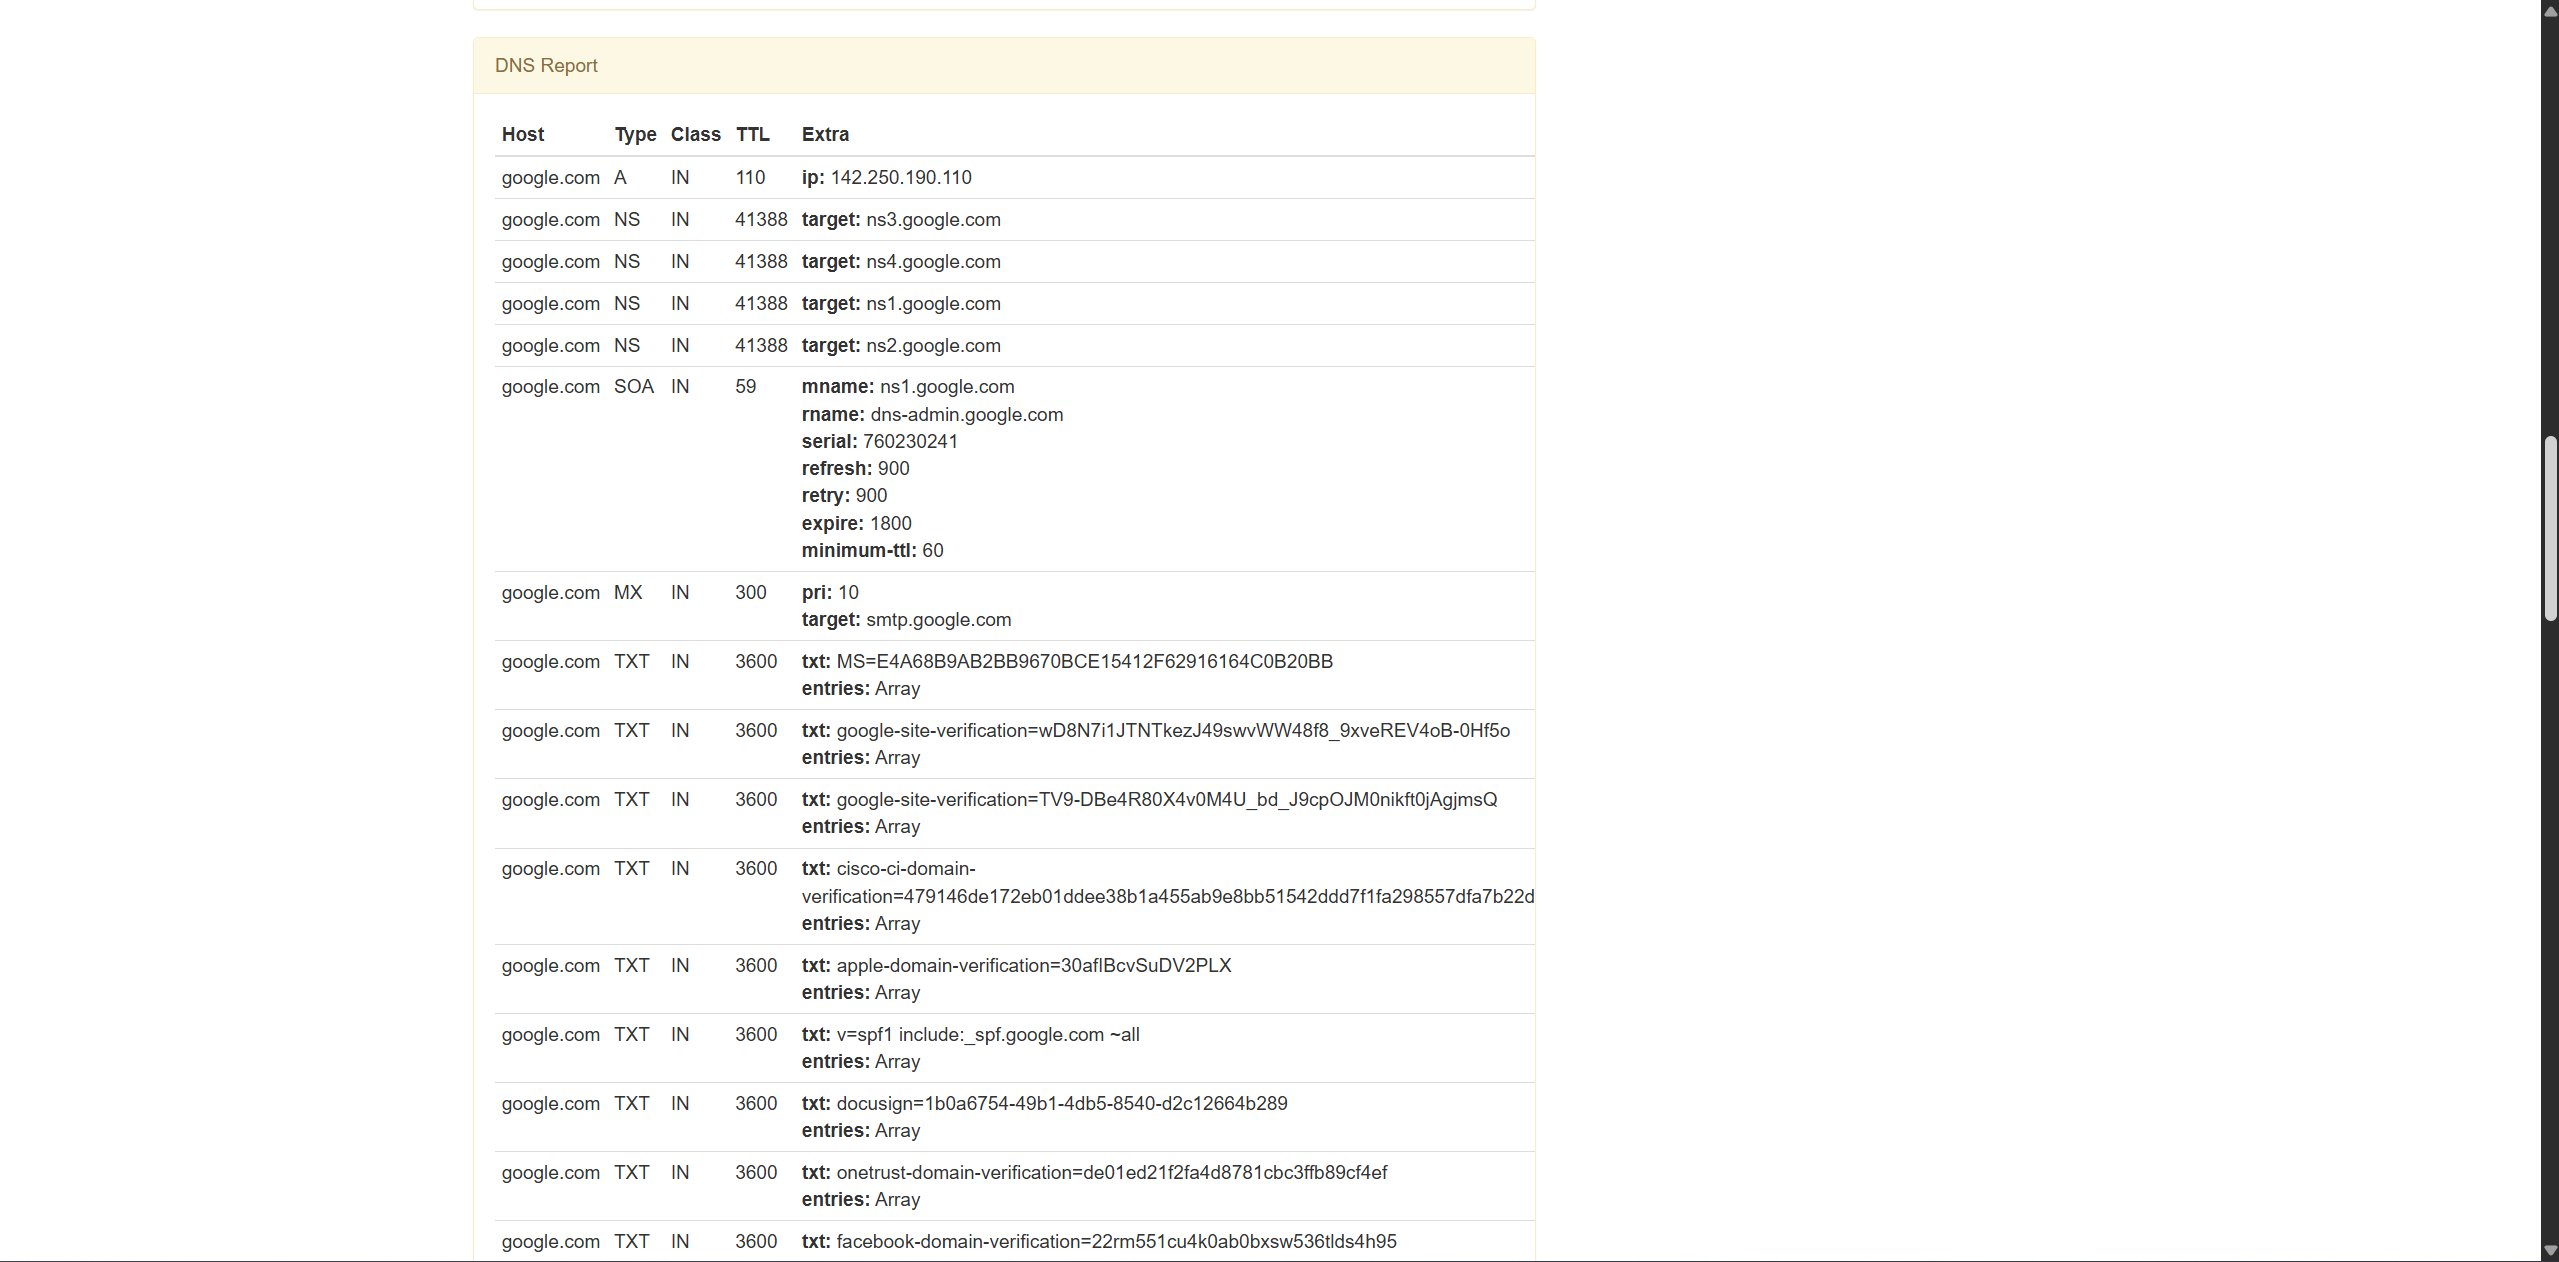 DNS Report
Host Type Class TTL Extra
google.com A IN 110 ip: 142.250.190.110
google.com NS IN 41388 target: ns3.google.com
google.com NS IN 41388 target: ns4.google.com
google.com NS IN 41388 target: ns1.google.com
google.com NS IN 41388 target: ns2.google.com
google.com SOA IN 59 mname: ns1.google.com
rname: dns-admin.google.com
serial: 760230241
refresh: 900
retry: 900
expire: 1800
minimum-ttl: 60
google.com MX IN 300 pri: 10
target: smtp.google.com
google.com TXT IN 3600 txt: MS=E4A68B9AB2BB9670BCE15412F62916164C0B20BB
entries: Array
google.com TXT IN 3600 txt: google-site-verification=wD8N7i1JTNTkezJ49swvWW48f8_9xveREV4oB-0Hf5o
entries: Array
google.com TXT IN 3600 txt: google-site-verification=TV9-DBe4R80X4v0M4U_bd_J9cpOJM0nikft0jAgjmsQ
entries: Array
google.com TXT IN 3600 txt: cisco-ci-domain-
verification=479146de172eb01ddee38b1a455ab9e8bb51542ddd7f1fa298557dfa7b22d
entries: Array
google.com TXT IN 3600 txt: apple-domain-verification=30afIBcvSuDV2PLX
entries: Array
google.com TXT IN 3600 txt: v=spf1 include:_spf.google.com ~all
entries: Array
google.com TXT IN 3600 txt: docusign=1b0a6754-49b1-4db5-8540-d2c12664b289
entries: Array
google.com TXT IN 3600 txt: onetrust-domain-verification=de01ed21f2fa4d8781cbc3ffb89cf4ef
entries: Array
google.com TXT IN 3600 txt: facebook-domain-verification=22rm551cu4k0ab0bxsw536tlds4h95